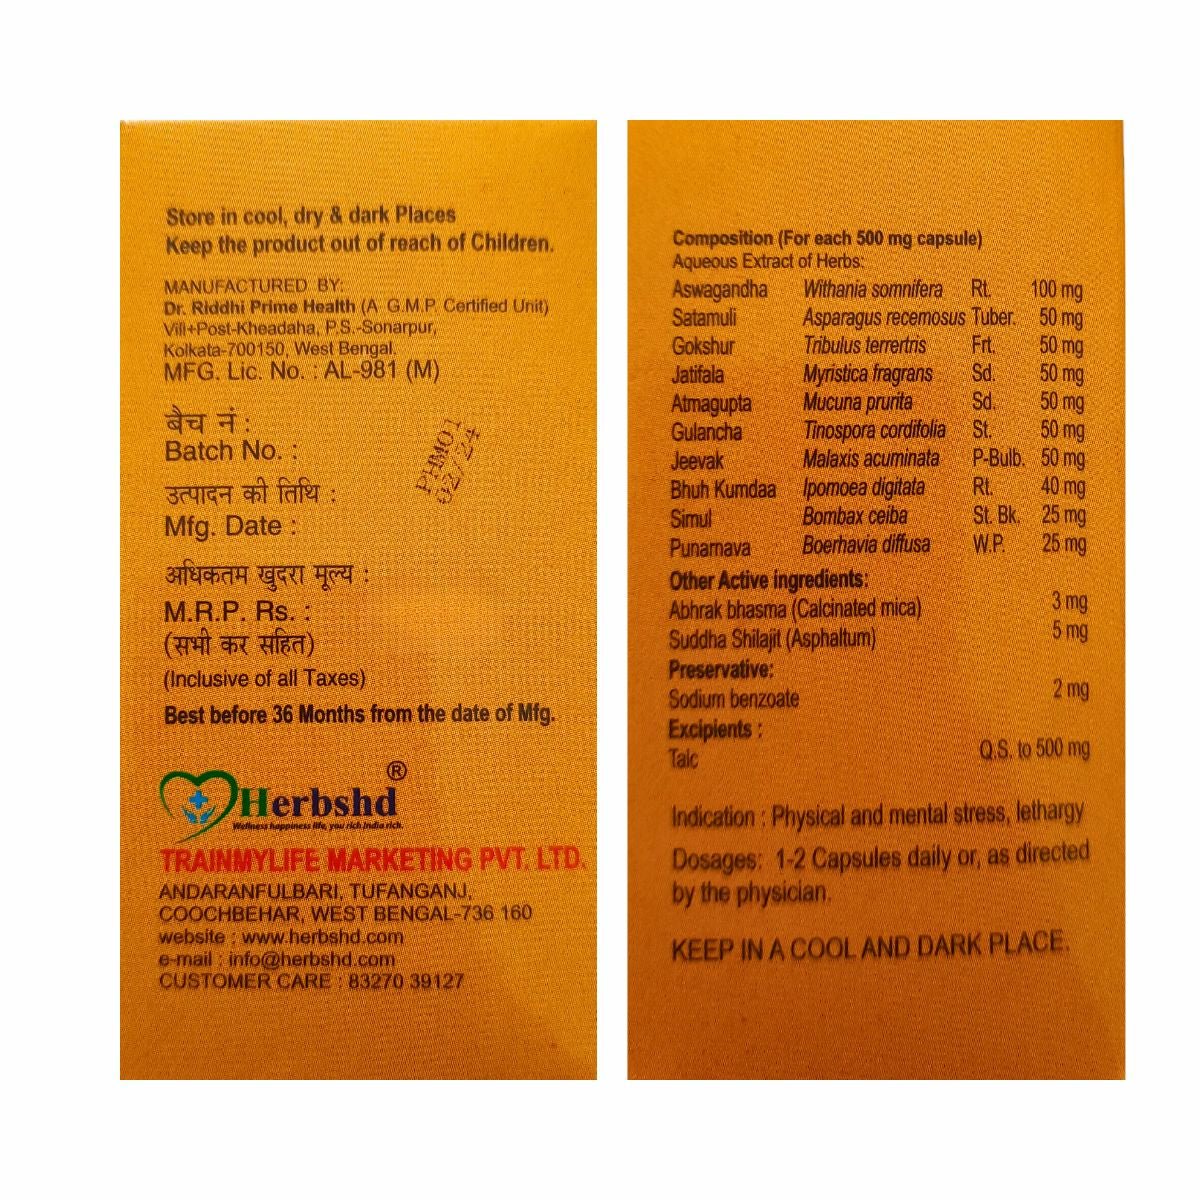 Store in cool, dry & dark Places
Keep the product out of reach of Children.
MANUFACTURED BY:
Dr. Riddhi Prime Health (A G.M.P. Certified Unit)
Vill+Post-Kheadaha, P.S.-Sonarpur,
Kolkata-700150, West Bengal.
MFG. Lic. No. : AL-981 (M)
बैच नं :
Batch No. :
PHM01
02/24
उत्पादन की तिथि :
Mfg. Date :
अधिकतम खुदरा मूल्य :
M.R.P. Rs. :
(सभी कर सहित)
(Inclusive of all Taxes)
Best before 36 Months from the date of Mfg.
Herbshd®
Wellness happiness life, you rich India rich.
TRAINMYLIFE MARKETING PVT. LTD.
ANDARANFULBARI, TUFANGANJ,
COOCHBEHAR, WEST BENGAL-736 160
website : www.herbshd.com
e-mail : info@herbshd.com
CUSTOMER CARE : 83270 39127
Composition (For each 500 mg capsule)
Aqueous Extract of Herbs:
Aswagandha Withania somnifera Rt. 100 mg
Satamuli Asparagus recemosus Tuber. 50 mg
Gokshur Tribulus terrertris Frt. 50 mg
Jatifala Myristica fragrans Sd. 50 mg
Atmagupta Mucuna prurita Sd. 50 mg
Gulancha Tinospora cordifolia St. 50 mg
Jeevak Malaxis acuminata P-Bulb. 50 mg
Bhuh Kumdaa Ipomoea digitata Rt. 40 mg
Simul Bombax ceiba St. Bk. 25 mg
Punarnava Boerhavia diffusa W.P. 25 mg
Other Active ingredients:
Abhrak bhasma (Calcinated mica) 3 mg
Suddha Shilajit (Asphaltum) 5 mg
Preservative:
Sodium benzoate 2 mg
Excipients :
Talc Q.S. to 500 mg
Indication : Physical and mental stress, lethargy
Dosages: 1-2 Capsules daily or, as directed
by the physician.
KEEP IN A COOL AND DARK PLACE.